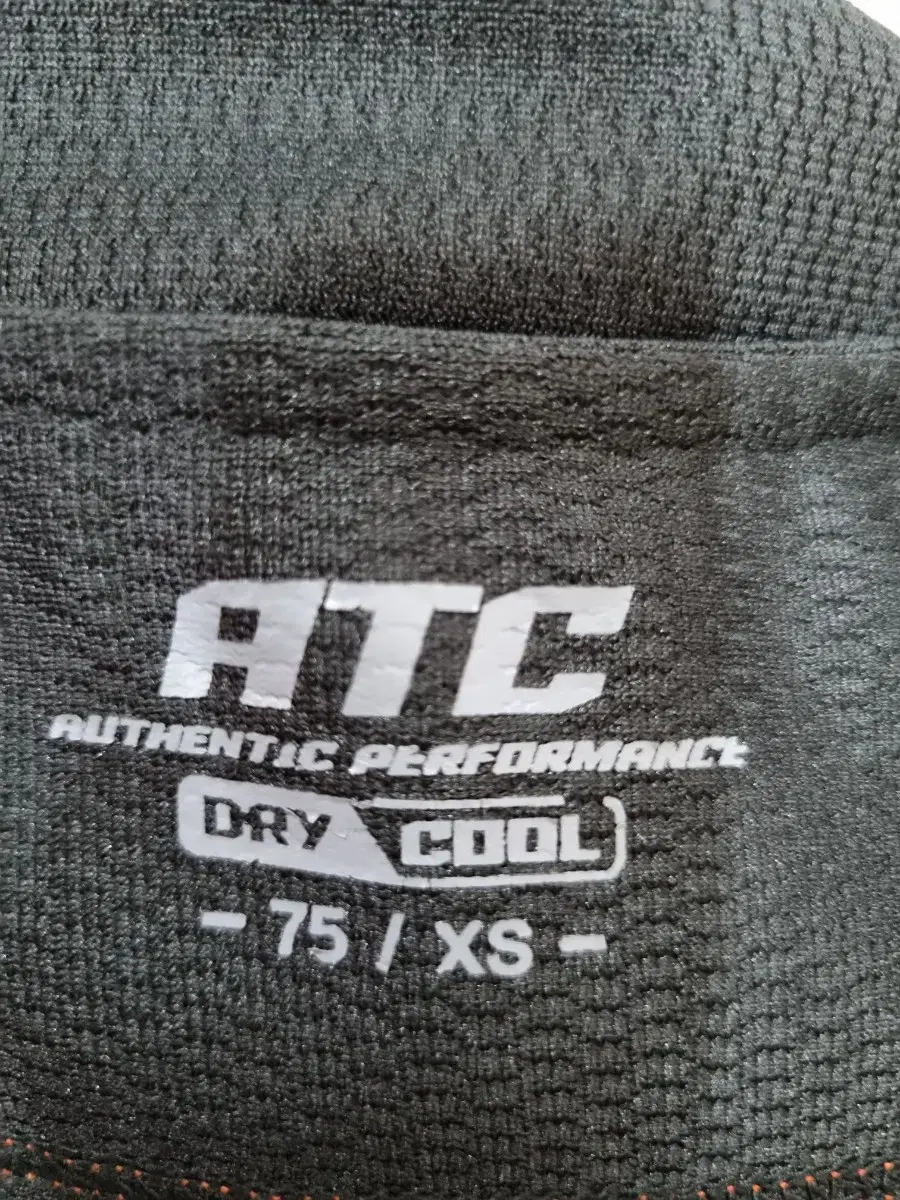 ATC
AUTHENTIC PERFORMANCE
DRY COOL
- 75 / XS -